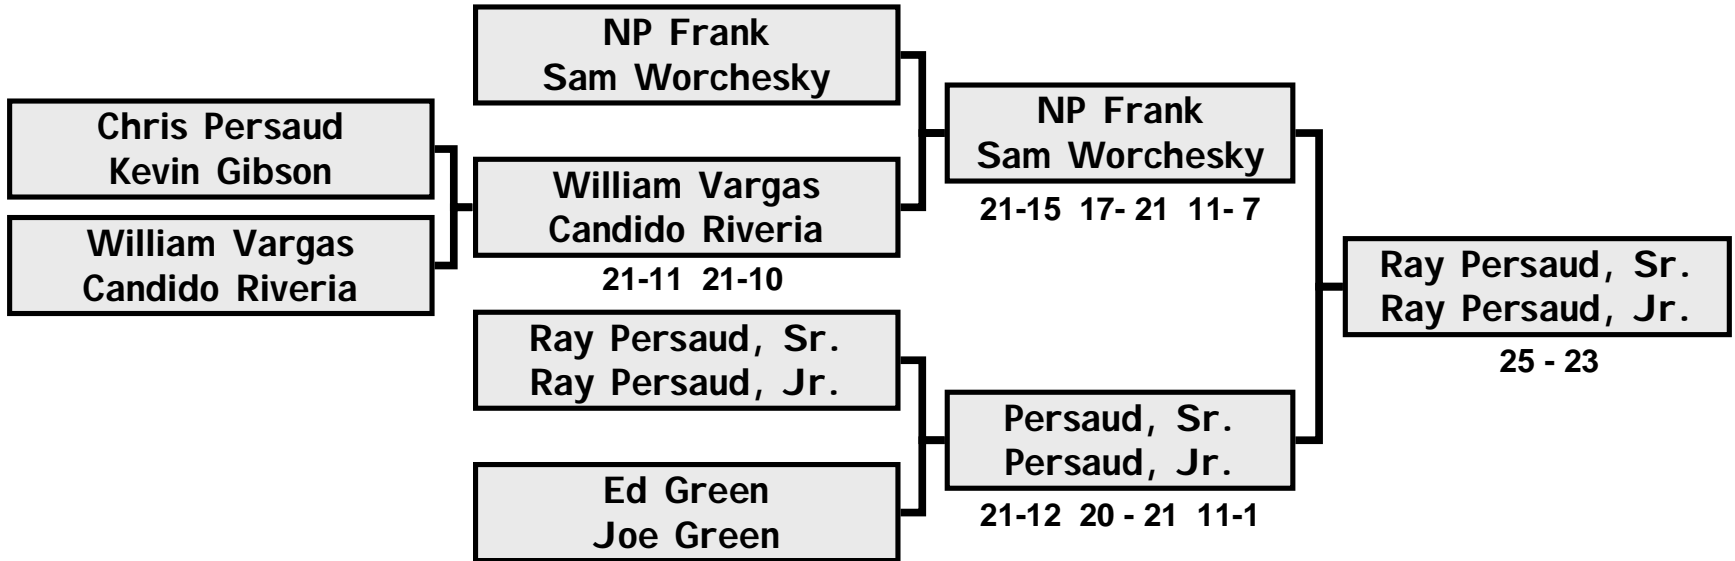 Chris Persaud
Kevin Gibson
William Vargas
Candido Riveria
NP Frank
Sam Worchesky
William Vargas
Candido Riveria
21-11 21-10
Ray Persaud, Sr.
Ray Persaud, Jr.
Ed Green
Joe Green
NP Frank
Sam Worchesky
21-15 17- 21 11- 7
Persaud, Sr.
Persaud, Jr.
21-12 20 - 21 11-1
Ray Persaud, Sr.
Ray Persaud, Jr.
25 - 23